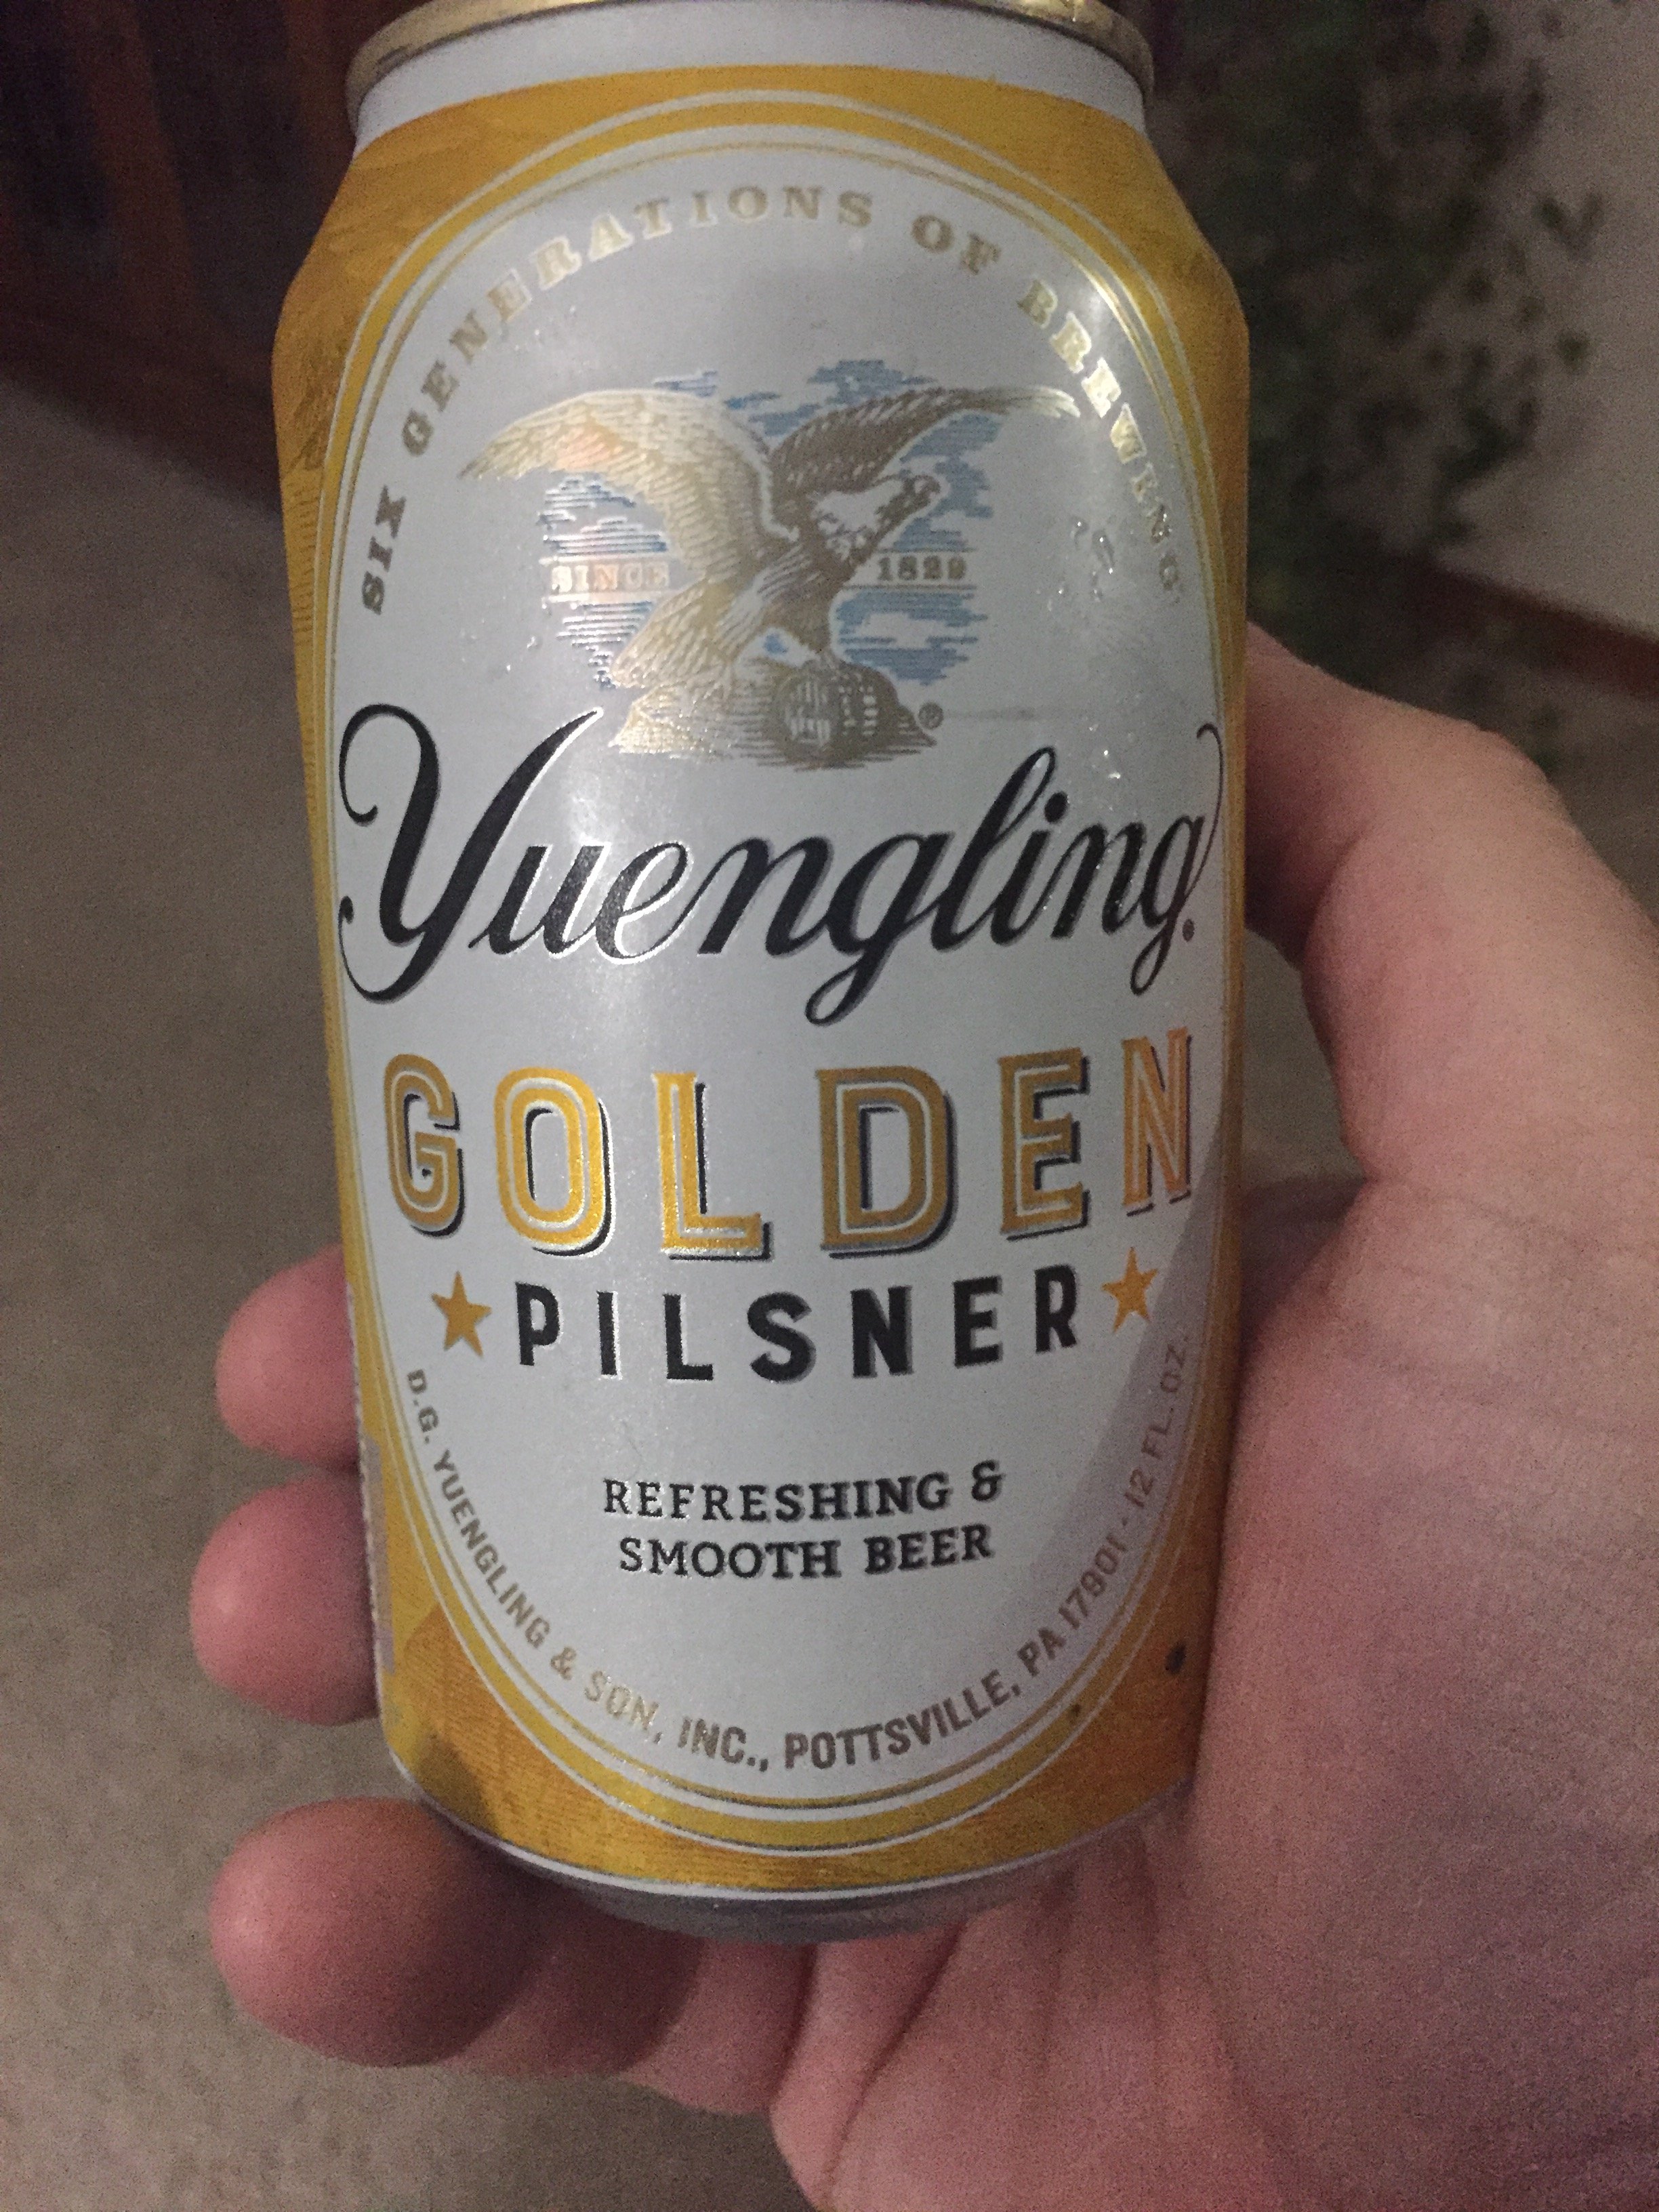 SIX GENERATIONS OF BREWING
SINCE 1829
®
Yuengling
GOLDEN
PILSNER
REFRESHING &
SMOOTH BEER
D.G. YUENGLING & SON, INC., POTTSVILLE, PA 17901 · 12 FL. OZ.